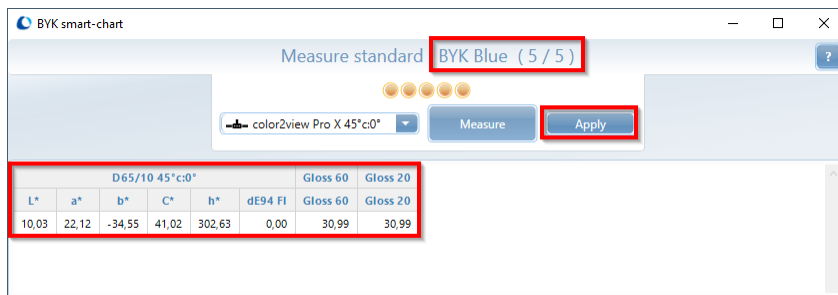 BYK smart-chart
Measure standard BYK Blue ( 5 / 5 )
?
color2view Pro X 45°c:0° Measure Apply
D65/10 45°c:0° Gloss 60 Gloss 20
L* a* b* C* h* dE94 Fl Gloss 60 Gloss 20
10,03 22,12 -34,55 41,02 302,63 0,00 30,99 30,99